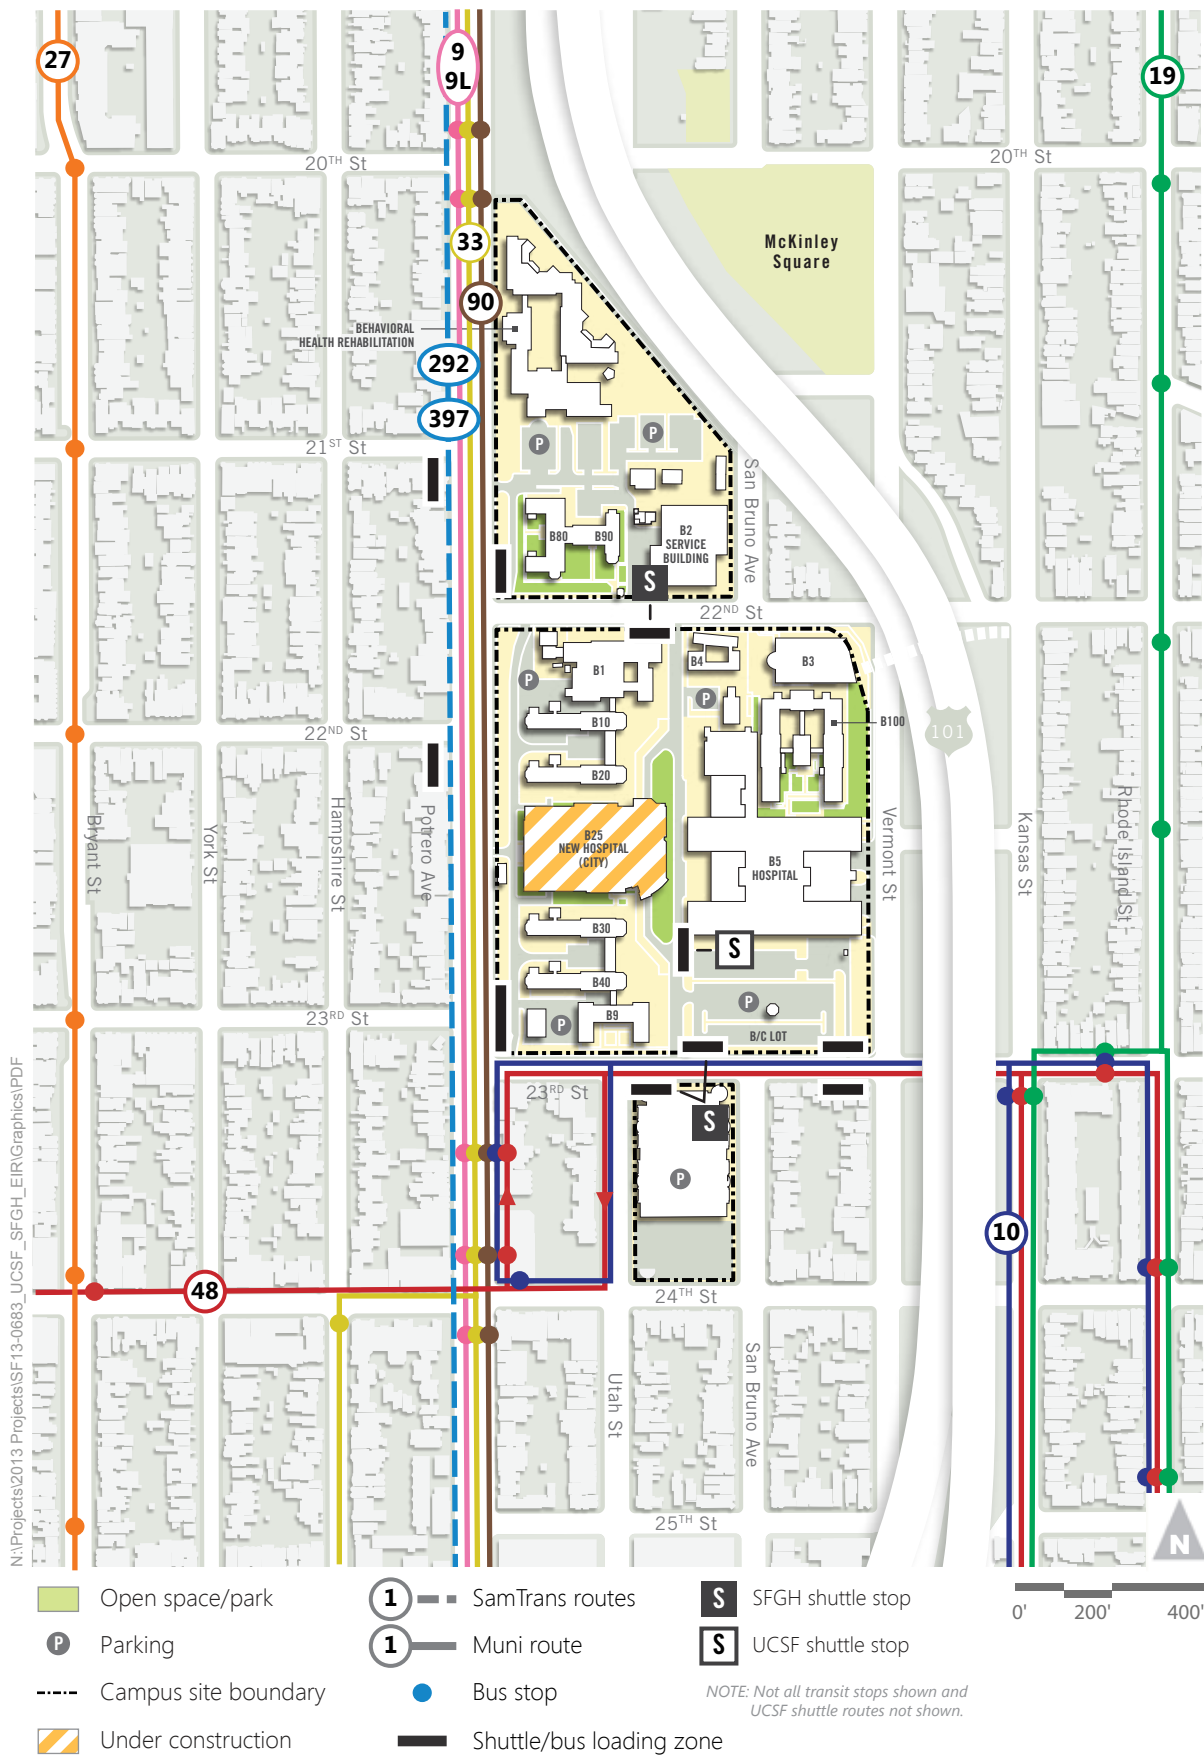 27
9
9L
19
20TH St
20TH St
33
McKinley
Square
90
BEHAVIORAL
HEALTH REHABILITATION
292
397
P
P
21ST St
San Bruno Ave
B80
B90
B2
SERVICE
BUILDING
S
22ND St
B1
B4
B3
P
P
B10
B100
101
22ND St
B20
Bryant St
York St
Hampshire St
Potrero Ave
B25
NEW HOSPITAL
(CITY)
B5
HOSPITAL
Vermont St
Kansas St
Rhode Island St
B30
S
B40
P
P
B9
B/C LOT
23RD St
23RD St
S
P
10
48
24TH St
Utah St
San Bruno Ave
25TH St
N
N:\Projects\2013 Projects\SF13-0683_UCSF_SFGH_EIR\Graphics\PDF
Open space/park
1 SamTrans routes
S SFGH shuttle stop
0' 200' 400'
P Parking
1 Muni route
S UCSF shuttle stop
Campus site boundary
Bus stop
NOTE: Not all transit stops shown and
UCSF shuttle routes not shown.
Under construction
Shuttle/bus loading zone